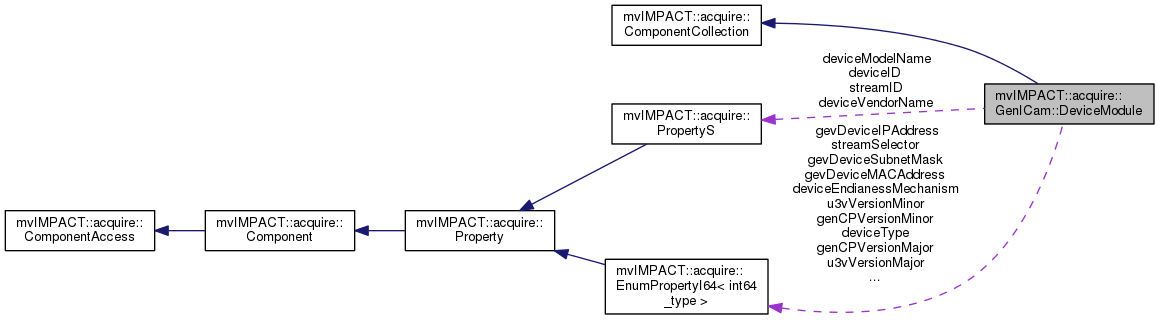 mvIMPACT::acquire::
ComponentCollection
deviceModelName
deviceID
streamID
deviceVendorName
mvIMPACT::acquire::
GenICam::DeviceModule
mvIMPACT::acquire::
PropertyS
gevDeviceIPAddress
streamSelector
gevDeviceSubnetMask
gevDeviceMACAddress
deviceEndianessMechanism
u3vVersionMinor
genCPVersionMinor
deviceType
genCPVersionMajor
u3vVersionMajor
...
mvIMPACT::acquire::
ComponentAccess
mvIMPACT::acquire::
Component
mvIMPACT::acquire::
Property
mvIMPACT::acquire::
EnumPropertyI64< int64
_type >